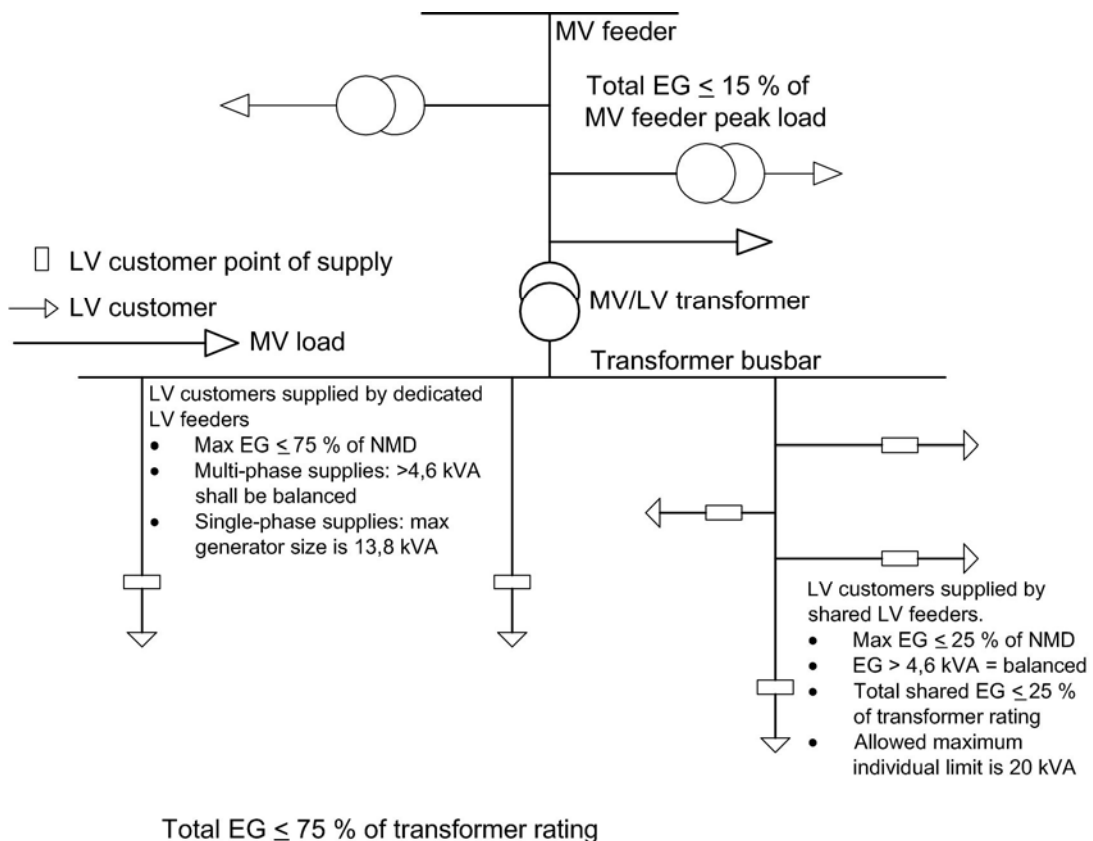 MV feeder
Total EG ≤ 15 % of
MV feeder peak load
▯ LV customer point of supply
LV customer
MV load
MV/LV transformer
Transformer busbar
LV customers supplied by dedicated
LV feeders
• Max EG ≤ 75 % of NMD
• Multi-phase supplies: >4,6 kVA
shall be balanced
• Single-phase supplies: max
generator size is 13,8 kVA
LV customers supplied by
shared LV feeders.
• Max EG ≤ 25 % of NMD
• EG > 4,6 kVA = balanced
• Total shared EG ≤ 25 %
of transformer rating
• Allowed maximum
individual limit is 20 kVA
Total EG ≤ 75 % of transformer rating